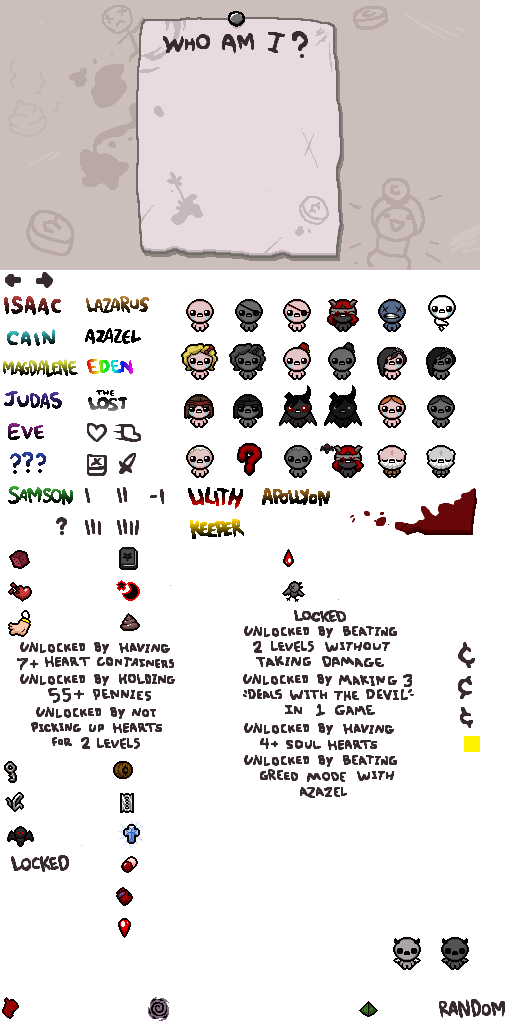 WHO AM I?
ISAAC LAZARUS
CAIN AZAZEL
MAGDALENE EDEN
JUDAS THE LOST
EVE
???
SAMSON -1
LILITH APOLLYON
?
KEEPER
UNLOCKED BY HAVING
7+ HEART CONTAINERS
UNLOCKED BY HOLDING
55+ PENNIES
UNLOCKED BY NOT
PICKING UP HEARTS
FOR 2 LEVELS
LOCKED
UNLOCKED BY BEATING
2 LEVELS WITHOUT
TAKING DAMAGE
UNLOCKED BY MAKING 3
"DEALS WITH THE DEVIL"
IN 1 GAME
UNLOCKED BY HAVING
4+ SOUL HEARTS
UNLOCKED BY BEATING
GREED MODE WITH
AZAZEL
¢
¢
¢
LOCKED
RANDOM